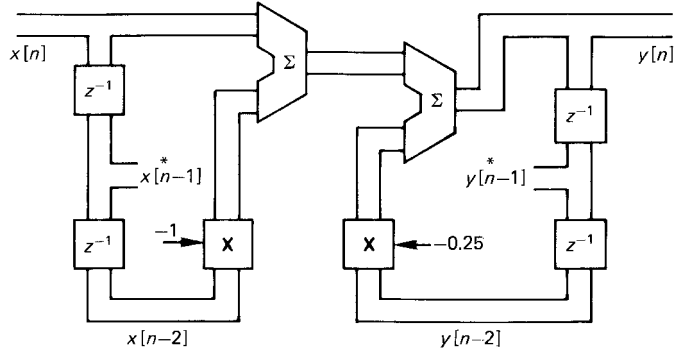 x[n]
Σ
Σ
y[n]
z⁻¹
z⁻¹
*
x[n−1]
*
y[n−1]
z⁻¹
−1
X
X
−0.25
z⁻¹
x[n−2]
y[n−2]